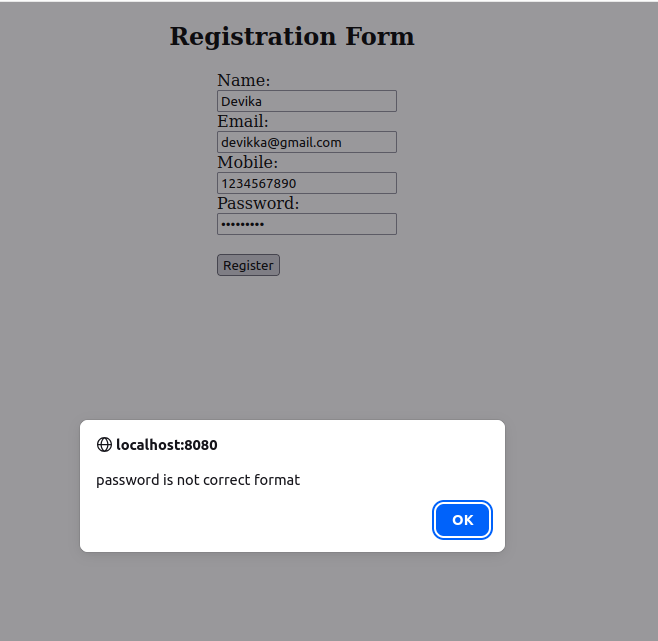 Registration Form
Name:
Devika
Email:
devikka@gmail.com
Mobile:
1234567890
Password:
•••••••••
Register
localhost:8080
password is not correct format
OK